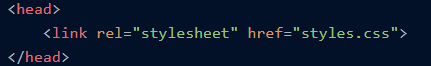 <head>
    <link rel="stylesheet" href="styles.css">
</head>